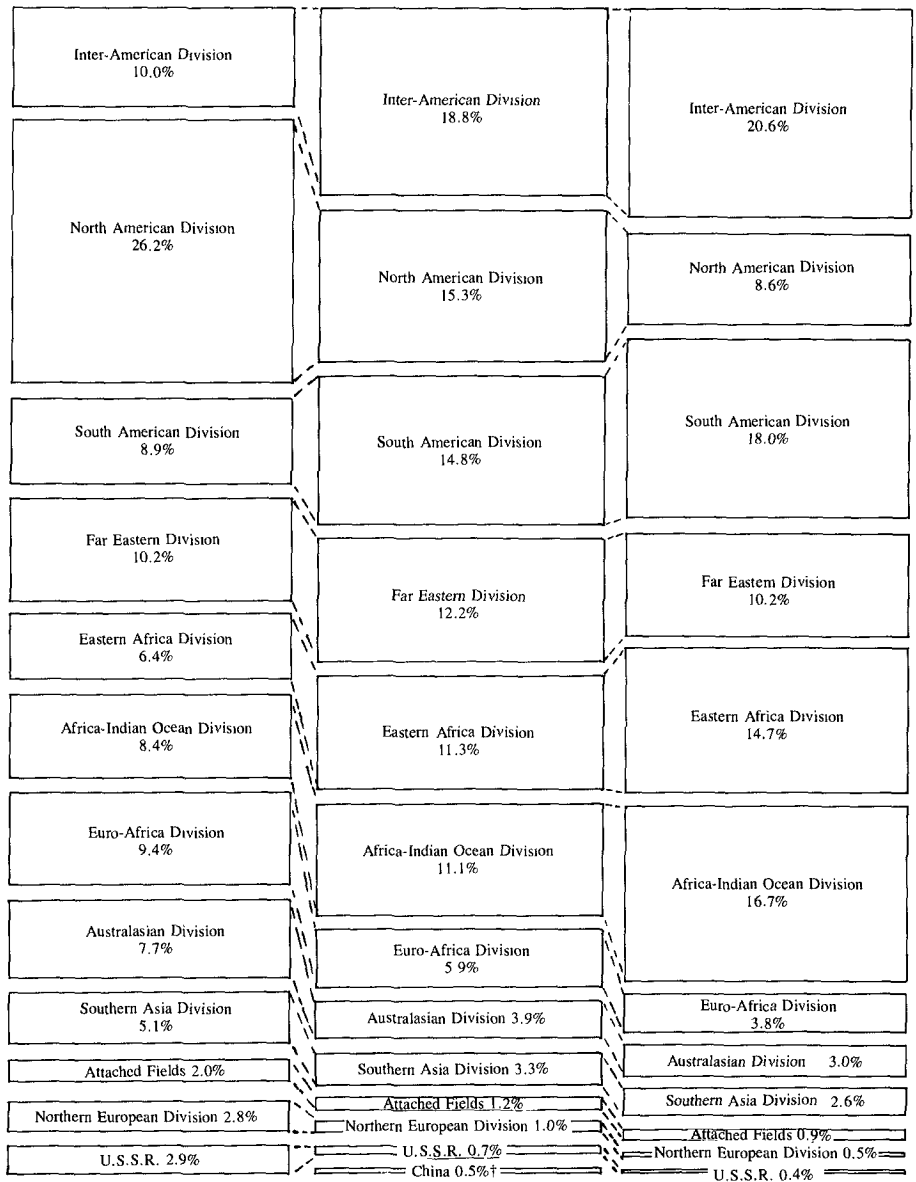 Inter-American Division
10.0%
North American Division
26.2%
South American Division
8.9%
Far Eastern Division
10.2%
Eastern Africa Division
6.4%
Africa-Indian Ocean Division
8.4%
Euro-Africa Division
9.4%
Australasian Division
7.7%
Southern Asia Division
5.1%
Attached Fields 2.0%
Northern European Division 2.8%
U.S.S.R. 2.9%
Inter-American Division
18.8%
North American Division
15.3%
South American Division
14.8%
Far Eastern Division
12.2%
Eastern Africa Division
11.3%
Africa-Indian Ocean Division
11.1%
Euro-Africa Division
5 9%
Australasian Division 3.9%
Southern Asia Division 3.3%
Attached Fields 1.2%
Northern European Division 1.0%
U.S.S.R. 0.7%
China 0.5%†
Inter-American Division
20.6%
North American Division
8.6%
South American Division
18.0%
Far Eastern Division
10.2%
Eastern Africa Division
14.7%
Africa-Indian Ocean Division
16.7%
Euro-Africa Division
3.8%
Australasian Division 3.0%
Southern Asia Division 2.6%
Attached Fields 0.9%
Northern European Division 0.5%
U.S.S.R. 0.4%